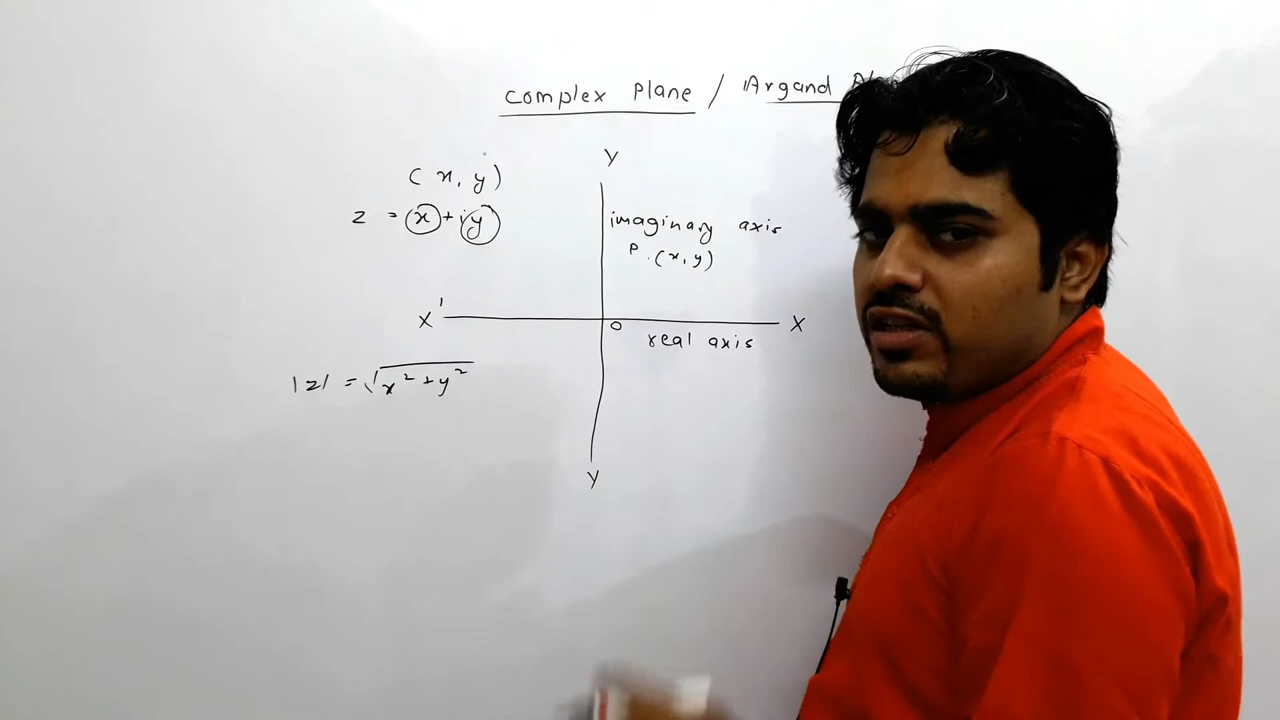 Complex Plane / Argand
Y
(x, y)
z = x + iy
imaginary axis
P . (x, y)
X' O X
real axis
|z| = √x² + y²
Y